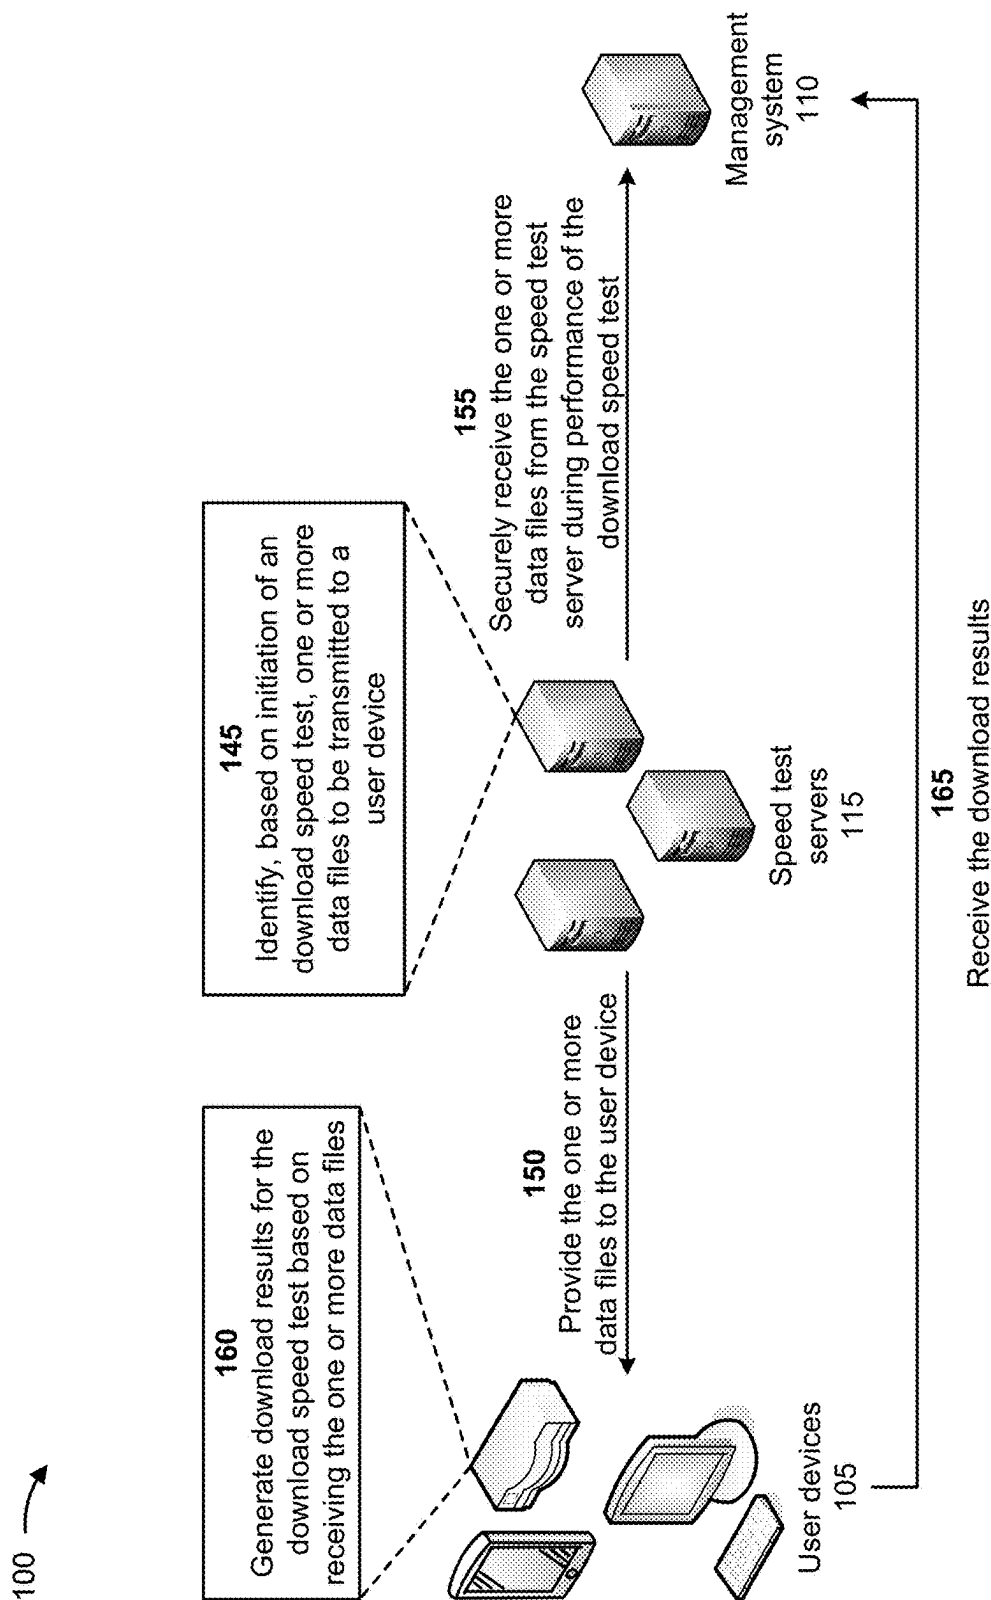 100
160
Generate download results for the
download speed test based on
receiving the one or more data files
145
Identify, based on initiation of an
download speed test, one or more
data files to be transmitted to a
user device
150
Provide the one or more
data files to the user device
155
Securely receive the one or more
data files from the speed test
server during performance of the
download speed test
User devices
105
Speed test
servers
115
Management
system
110
165
Receive the download results